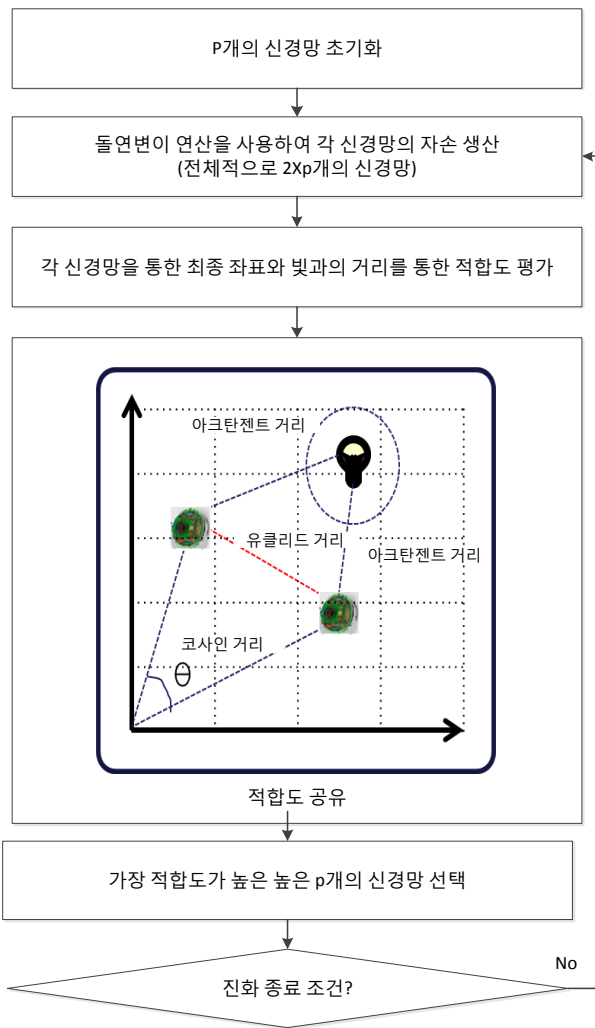 P개의 신경망 초기화
돌연변이 연산을 사용하여 각 신경망의 자손 생산
(전체적으로 2Xp개의 신경망)
각 신경망을 통한 최종 좌표와 빛과의 거리를 통한 적합도 평가
아크탄젠트 거리
유클리드 거리
아크탄젠트 거리
코사인 거리
θ
적합도 공유
가장 적합도가 높은 높은 p개의 신경망 선택
No
진화 종료 조건?